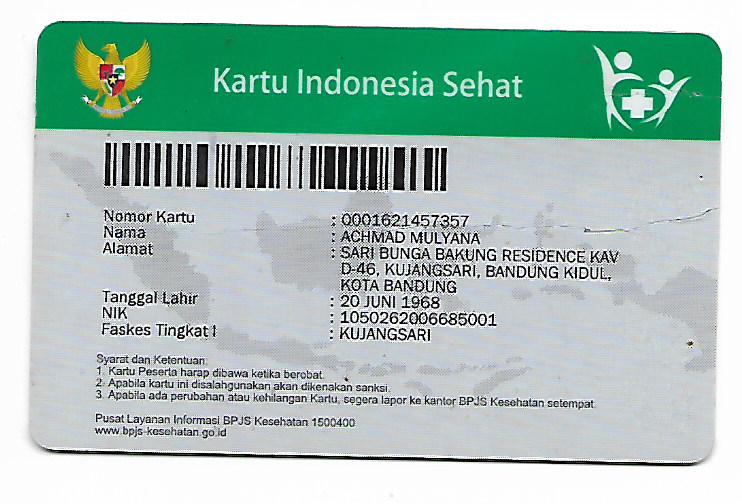 Kartu Indonesia Sehat
Nomor Kartu : 0001621457357
Nama : ACHMAD MULYANA
Alamat : SARI BUNGA BAKUNG RESIDENCE KAV
D-46, KUJANGSARI, BANDUNG KIDUL,
KOTA BANDUNG
Tanggal Lahir : 20 JUNI 1968
NIK : 1050262006685001
Faskes Tingkat I : KUJANGSARI
Syarat dan Ketentuan:
1. Kartu Peserta harap dibawa ketika berobat.
2. Apabila kartu ini disalahgunakan akan dikenakan sanksi.
3. Apabila ada perubahan atau kehilangan Kartu, segera lapor ke kantor BPJS Kesehatan setempat.
Pusat Layanan Informasi BPJS Kesehatan 1500400
www.bpjs-kesehatan.go.id